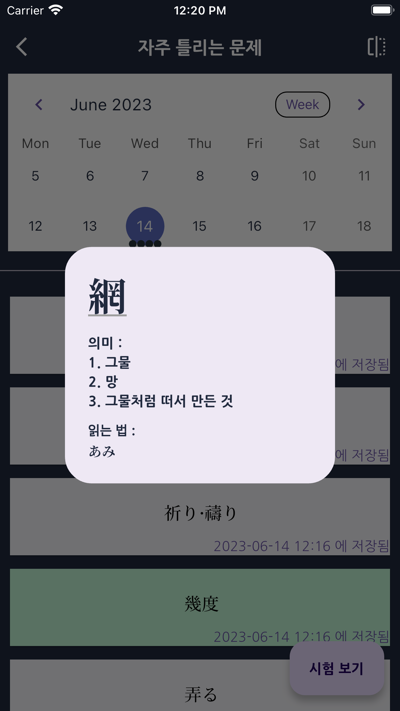 Carrier 12:20 PM
자주 틀리는 문제
June 2023 Week
Mon Tue Wed Thu Fri Sat Sun
5 6 7 8 9 10 11
12 13 14 15 16 17 18
網
의미 :
1. 그물
2. 망
3. 그물처럼 떠서 만든 것
읽는 법 :
あみ
에 저장됨
에 저장됨
祈り·禱り
2023-06-14 12:16 에 저장됨
幾度
2023-06-14 12:16 에 저장됨
弄る
시험 보기